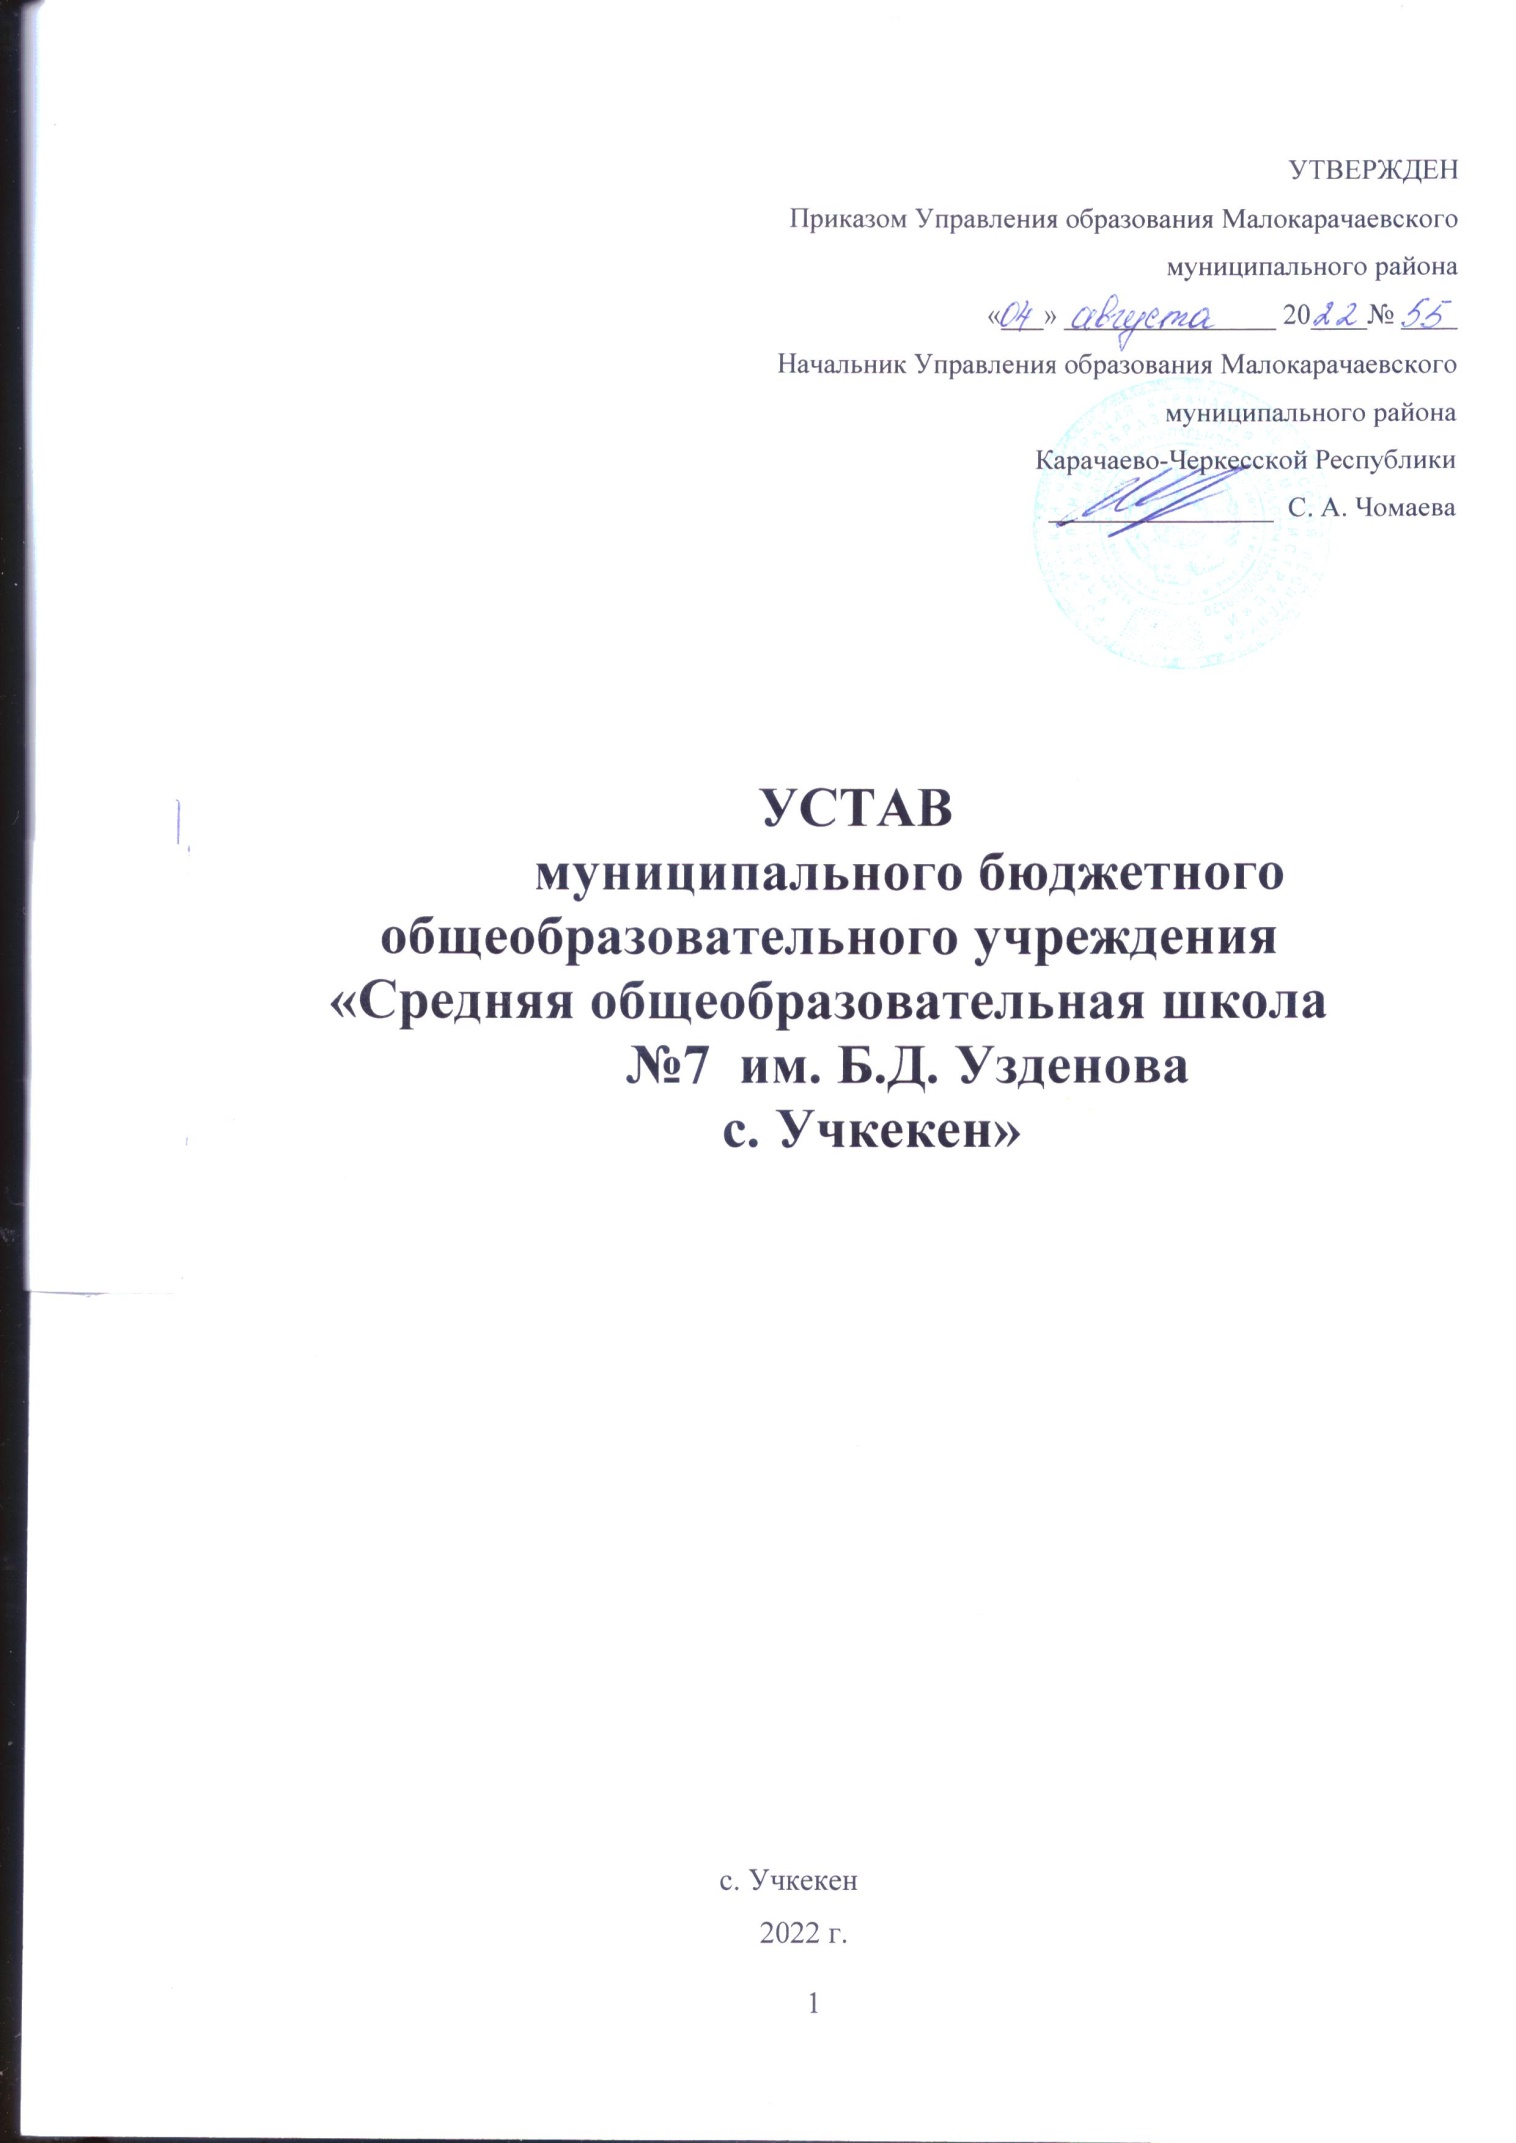 УТВЕРЖДЕН
Приказом Управления образования Малокарачаевского
муниципального района
«04» августа 2022 № 55
Начальник Управления образования Малокарачаевского
муниципального района
Карачаево-Черкесской Республики
С. А. Чомаева
УСТАВ
муниципального бюджетного
общеобразовательного учреждения
«Средняя общеобразовательная школа
№7 им. Б.Д. Узденова
с. Учкекен»
с. Учкекен
2022 г.
1